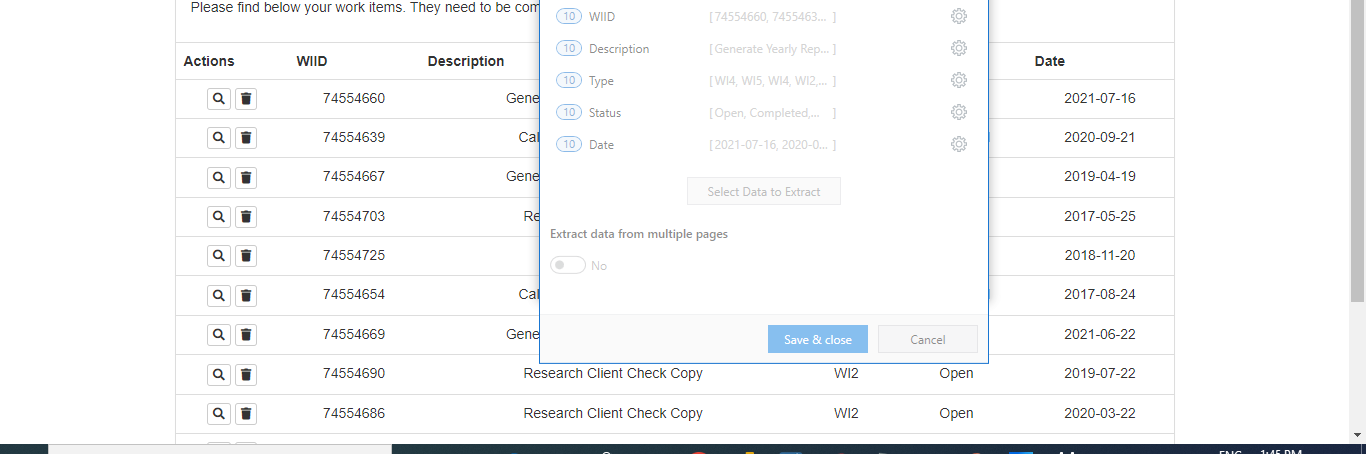 Please find below your work items. They need to be com
10 WIID [74554660, 7455463... ]
10 Description [Generate Yearly Rep... ]
Actions WIID Description Date
10 Type [WI4, WI5, WI4, WI2,... ]
74554660 Gene 2021-07-16
10 Status [Open, Completed,... ]
74554639 Cal 2020-09-21
10 Date [2021-07-16, 2020-0... ]
74554667 Gene 2019-04-19
Select Data to Extract
74554703 Re 2017-05-25
Extract data from multiple pages
74554725 2018-11-20
No
74554654 Cal 2017-08-24
74554669 Gene 2021-06-22
Save & close Cancel
74554690 Research Client Check Copy WI2 Open 2019-07-22
74554686 Research Client Check Copy WI2 Open 2020-03-22
ENG 1:45 PM